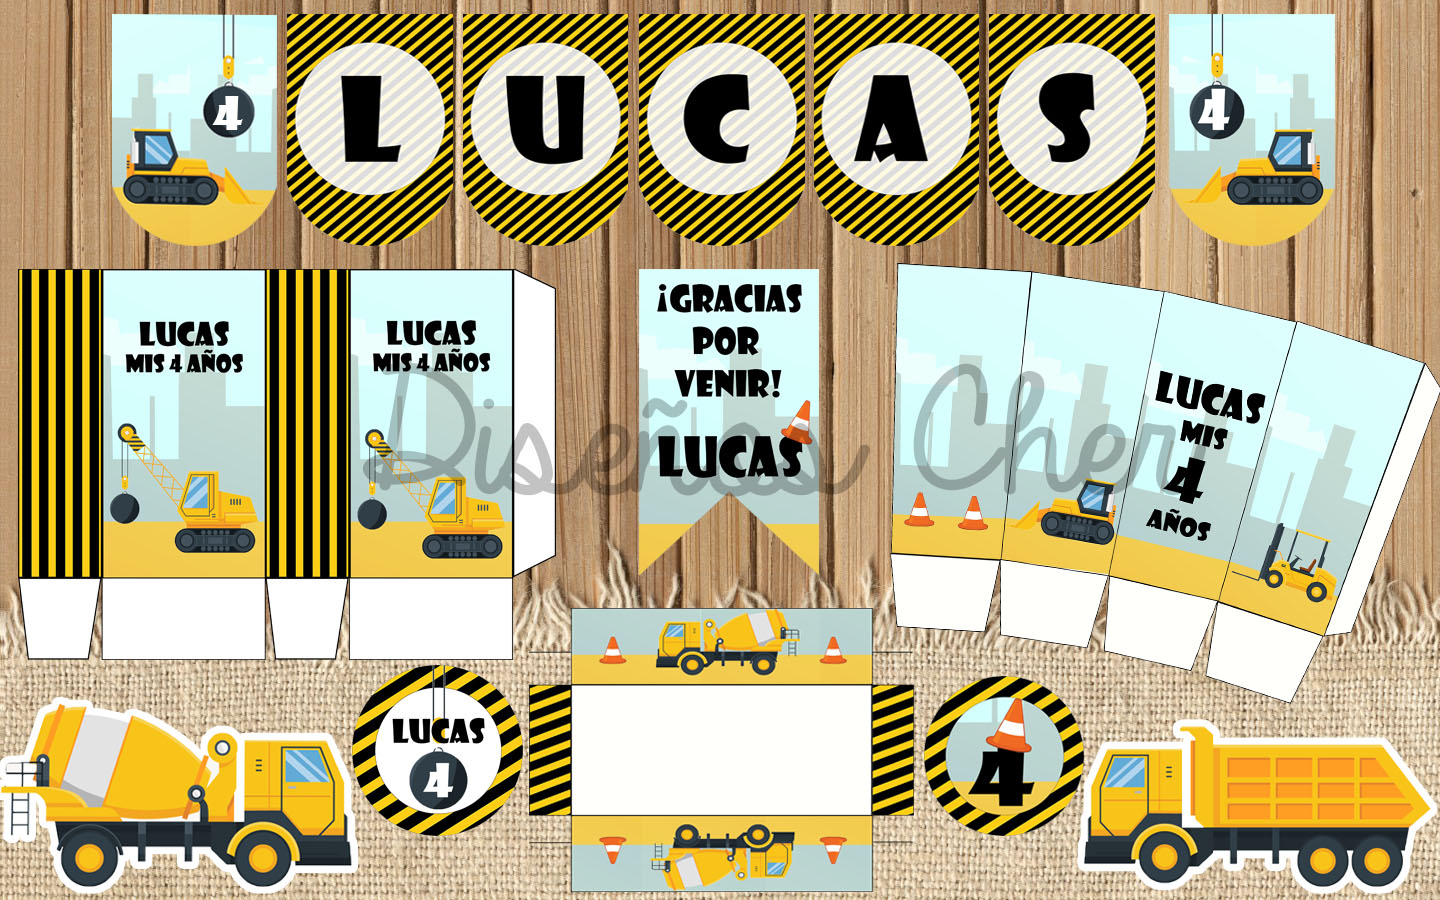 4
L U C A S
4
LUCAS
MIS 4 AÑOS
LUCAS
MIS 4 AÑOS
¡GRACIAS
POR
VENIR!
LUCAS
LUCAS
MIS
4
AÑOS
Diseños Cher
LUCAS
4
4